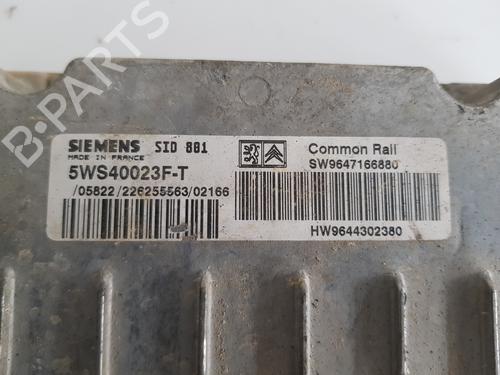 B-PARTS
SIEMENS SID 801
MADE IN FRANCE
5WS40023F-T
/05822/226255563/02166
Common Rail
SW9647166880
HW9644302380